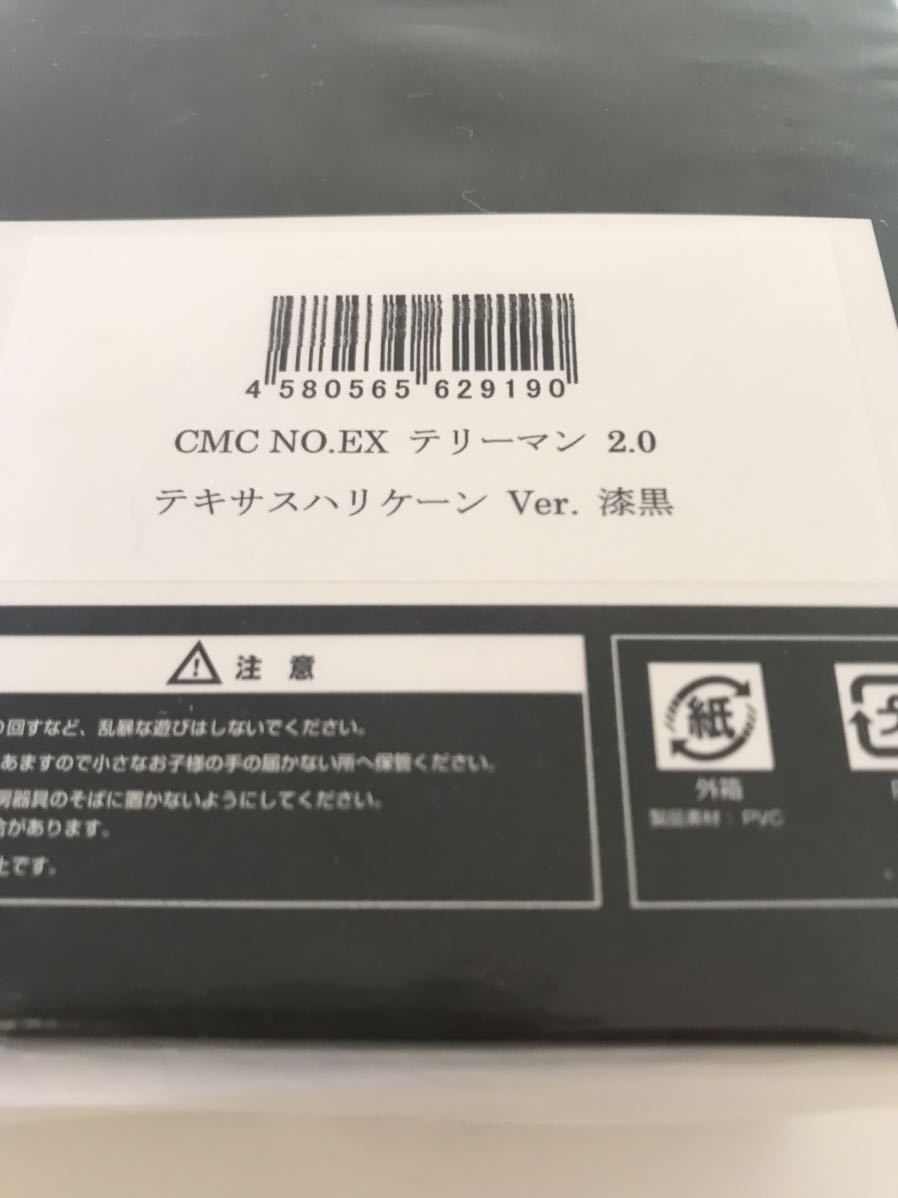 4 580565 629190
CMC NO.EX テリーマン 2.0
テキサスハリケーン Ver. 漆黒
注意
回すなど、乱暴な遊びはしないでください。
あますので小さなお子様の手の届かない所へ保管ください。
房器具のそばに置かないようにしてください。
合があります。
止です。
紙
外箱
製品素材：PVC